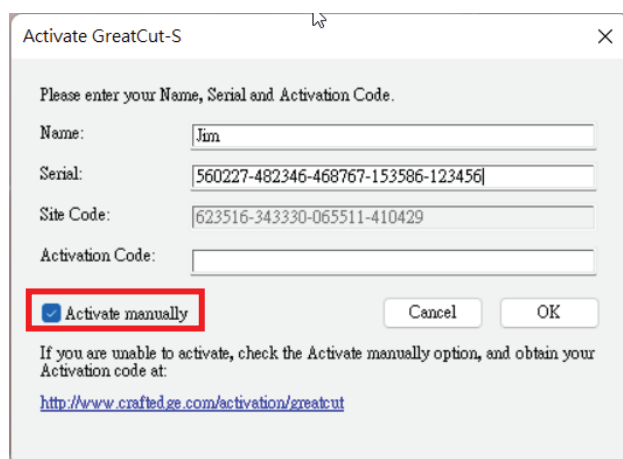 Activate GreatCut-S
Please enter your Name, Serial and Activation Code.
Name: Jim
Serial: 560227-482346-468767-153586-123456
Site Code: 623516-343330-065511-410429
Activation Code:
Activate manually Cancel OK
If you are unable to activate, check the Activate manually option, and obtain your
Activation code at:
http://www.craftedge.com/activation/greatcut